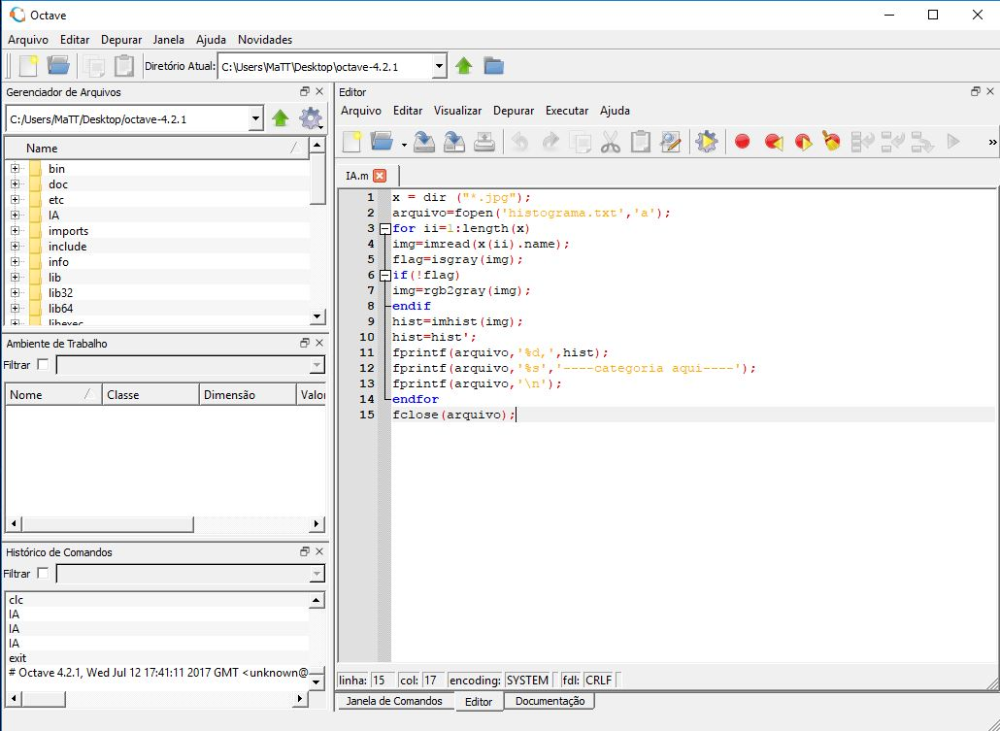 Octave
Arquivo Editar Depurar Janela Ajuda Novidades
Diretório Atual: C:\Users\MaTT\Desktop\octave-4.2.1
Gerenciador de Arquivos
C:/Users/MaTT/Desktop/octave-4.2.1
Name
bin
doc
etc
IA
imports
include
info
lib
lib32
lib64
libexec
Ambiente de Trabalho
Filtrar
Nome Classe Dimensão Valor
Histórico de Comandos
Filtrar
clc
IA
IA
IA
exit
# Octave 4.2.1, Wed Jul 12 17:41:11 2017 GMT <unknown@
Editor
Arquivo Editar Visualizar Depurar Executar Ajuda
»
IA.m
1 x = dir ("*.jpg");
2 arquivo=fopen('histograma.txt','a');
3 for ii=1:length(x)
4 img=imread(x(ii).name);
5 flag=isgray(img);
6 if(!flag)
7 img=rgb2gray(img);
8 endif
9 hist=imhist(img);
10 hist=hist';
11 fprintf(arquivo,'%d,',hist);
12 fprintf(arquivo,'%s','----categoria aqui----');
13 fprintf(arquivo,'\n');
14 endfor
15 fclose(arquivo);
linha: 15 col: 17 encoding: SYSTEM fdl: CRLF
Janela de Comandos Editor Documentação